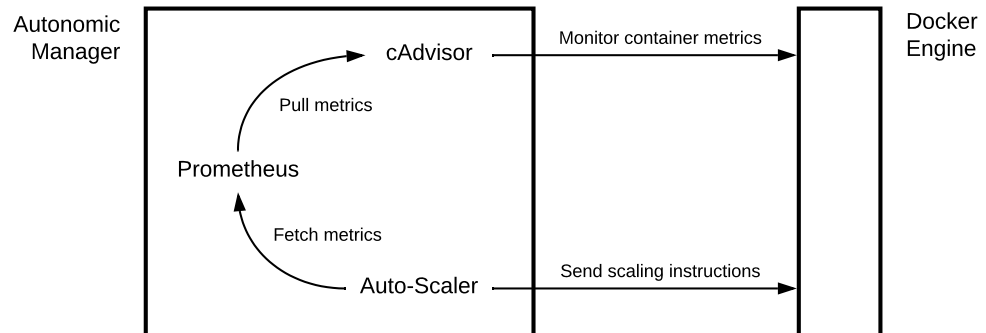 Autonomic
Manager
cAdvisor
Monitor container metrics
Docker
Engine
Pull metrics
Prometheus
Fetch metrics
Auto-Scaler
Send scaling instructions